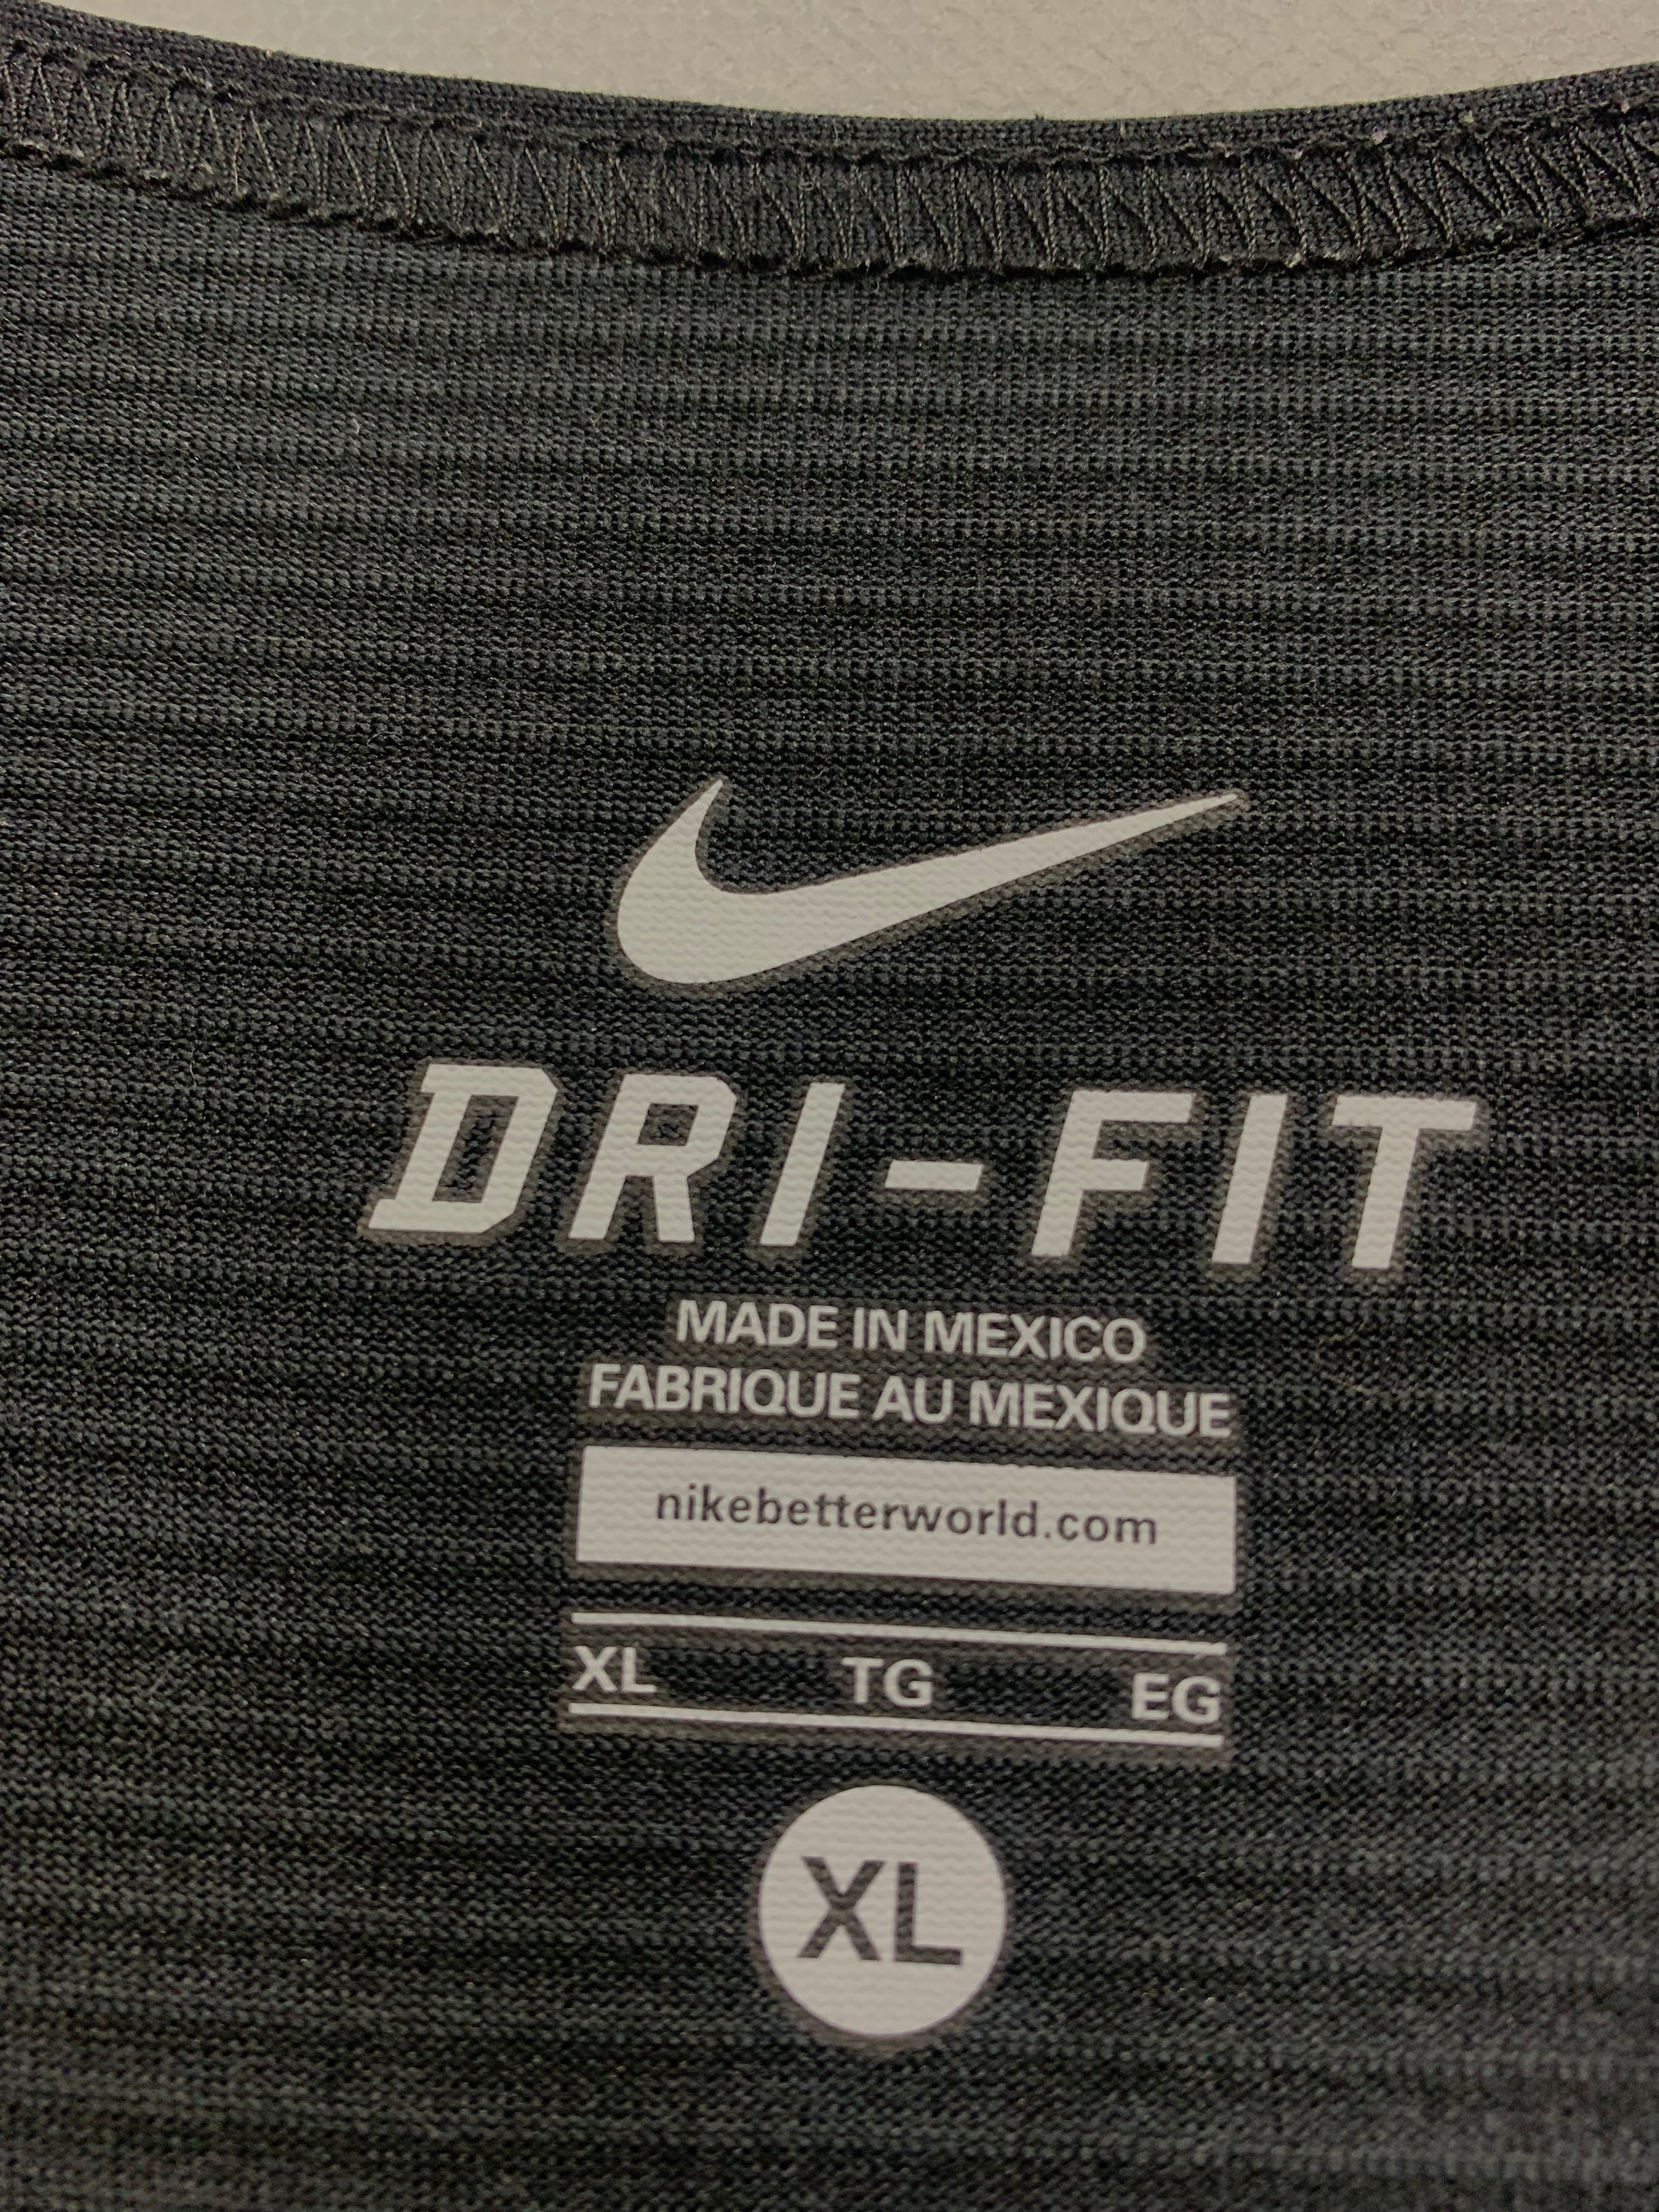 DRI-FIT
MADE IN MEXICO
FABRIQUE AU MEXIQUE
nikebetterworld.com
XL TG EG
XL